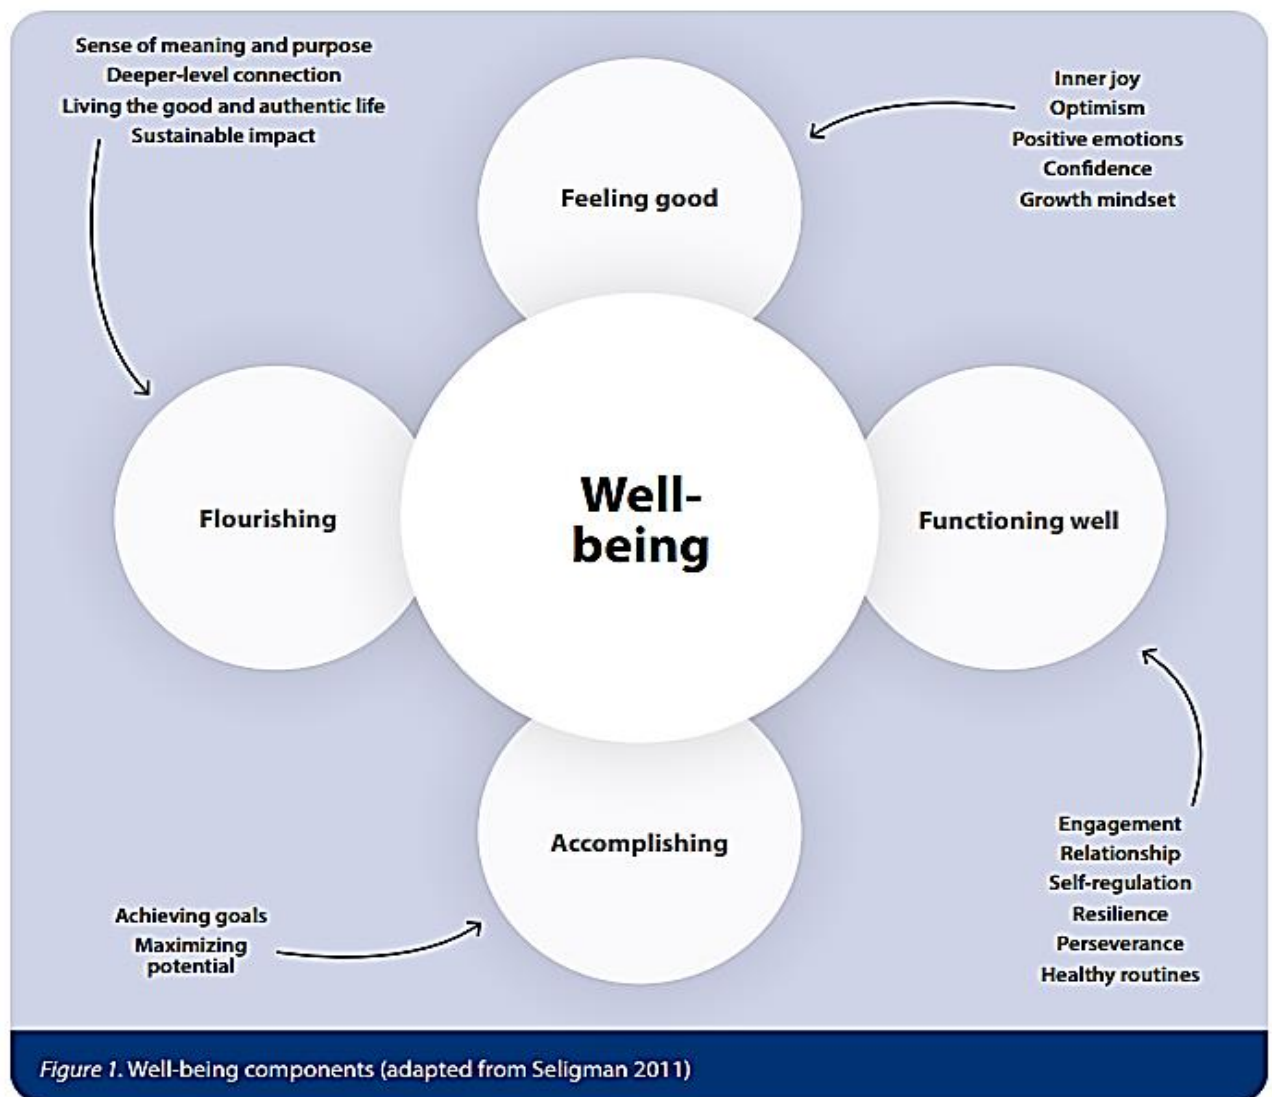 Sense of meaning and purpose
Deeper-level connection
Living the good and authentic life
Sustainable impact
Inner joy
Optimism
Positive emotions
Confidence
Growth mindset
Feeling good
Flourishing
Well-
being
Functioning well
Accomplishing
Achieving goals
Maximizing
potential
Engagement
Relationship
Self-regulation
Resilience
Perseverance
Healthy routines
Figure 1. Well-being components (adapted from Seligman 2011)